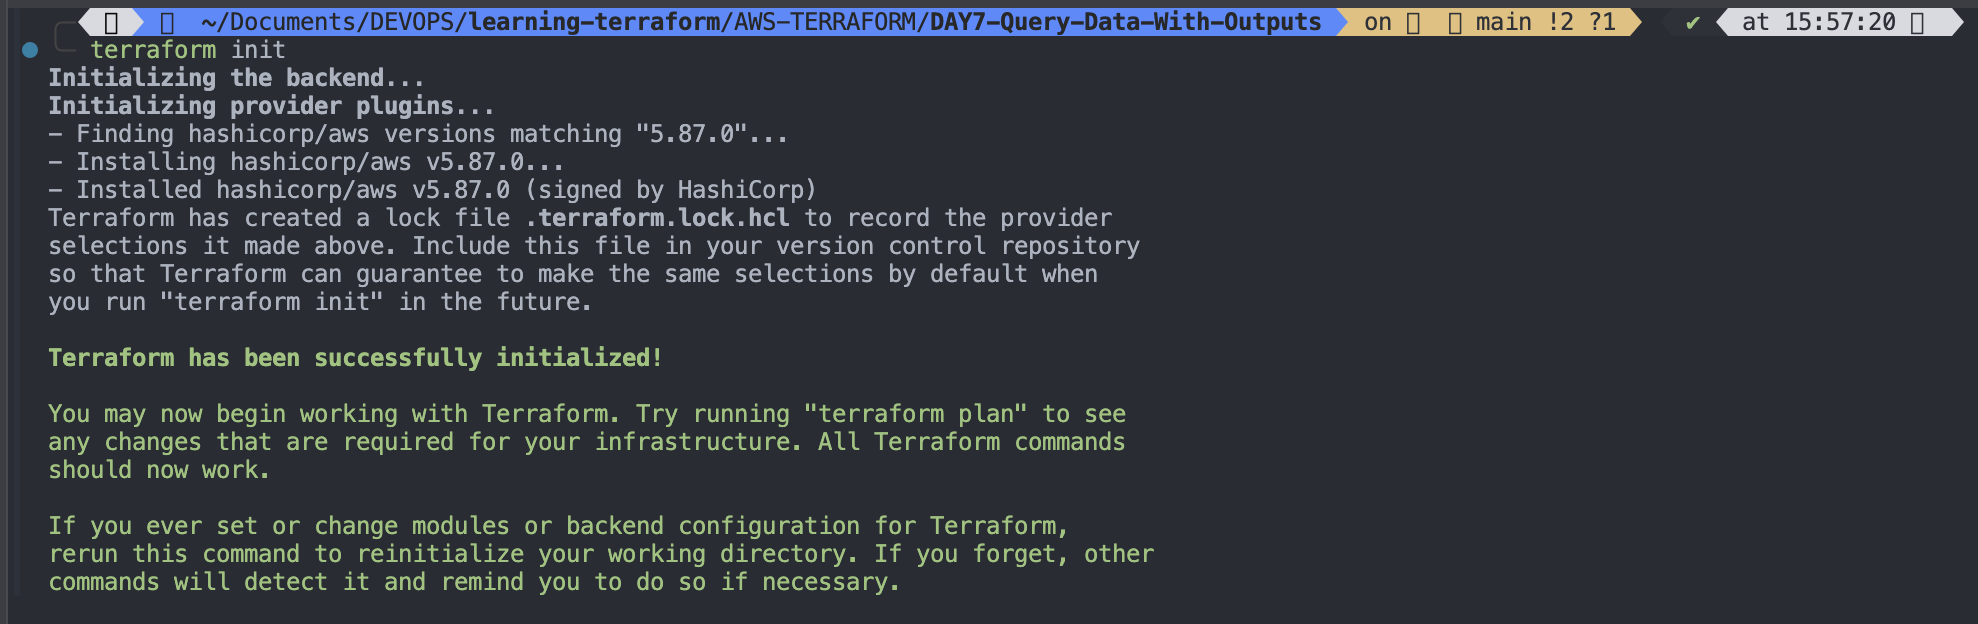 ~/Documents/DEVOPS/learning-terraform/AWS-TERRAFORM/DAY7-Query-Data-With-Outputs on main !2 ?1 ✔ at 15:57:20
terraform init
Initializing the backend...
Initializing provider plugins...
- Finding hashicorp/aws versions matching "5.87.0"...
- Installing hashicorp/aws v5.87.0...
- Installed hashicorp/aws v5.87.0 (signed by HashiCorp)
Terraform has created a lock file .terraform.lock.hcl to record the provider
selections it made above. Include this file in your version control repository
so that Terraform can guarantee to make the same selections by default when
you run "terraform init" in the future.
Terraform has been successfully initialized!
You may now begin working with Terraform. Try running "terraform plan" to see
any changes that are required for your infrastructure. All Terraform commands
should now work.
If you ever set or change modules or backend configuration for Terraform,
rerun this command to reinitialize your working directory. If you forget, other
commands will detect it and remind you to do so if necessary.